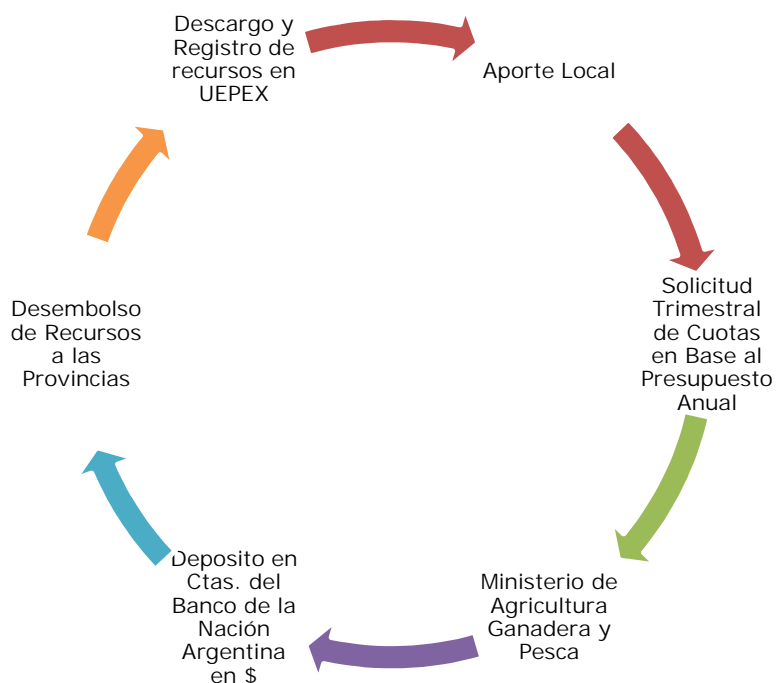 Descargo y
Registro de
recursos en
UEPEX
Aporte Local
Solicitud
Trimestral
de Cuotas
en Base al
Presupuesto
Anual
Ministerio de
Agricultura
Ganadera y
Pesca
Deposito en
Ctas. del
Banco de la
Nación
Argentina
en $
Desembolso
de Recursos
a las
Provincias